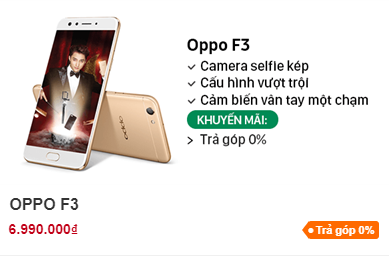 Oppo F3
Camera selfie kép
Cấu hình vượt trội
Cảm biến vân tay một chạm
KHUYẾN MÃI:
> Trả góp 0%
oppo
OPPO F3
6.990.000₫
Trả góp 0%